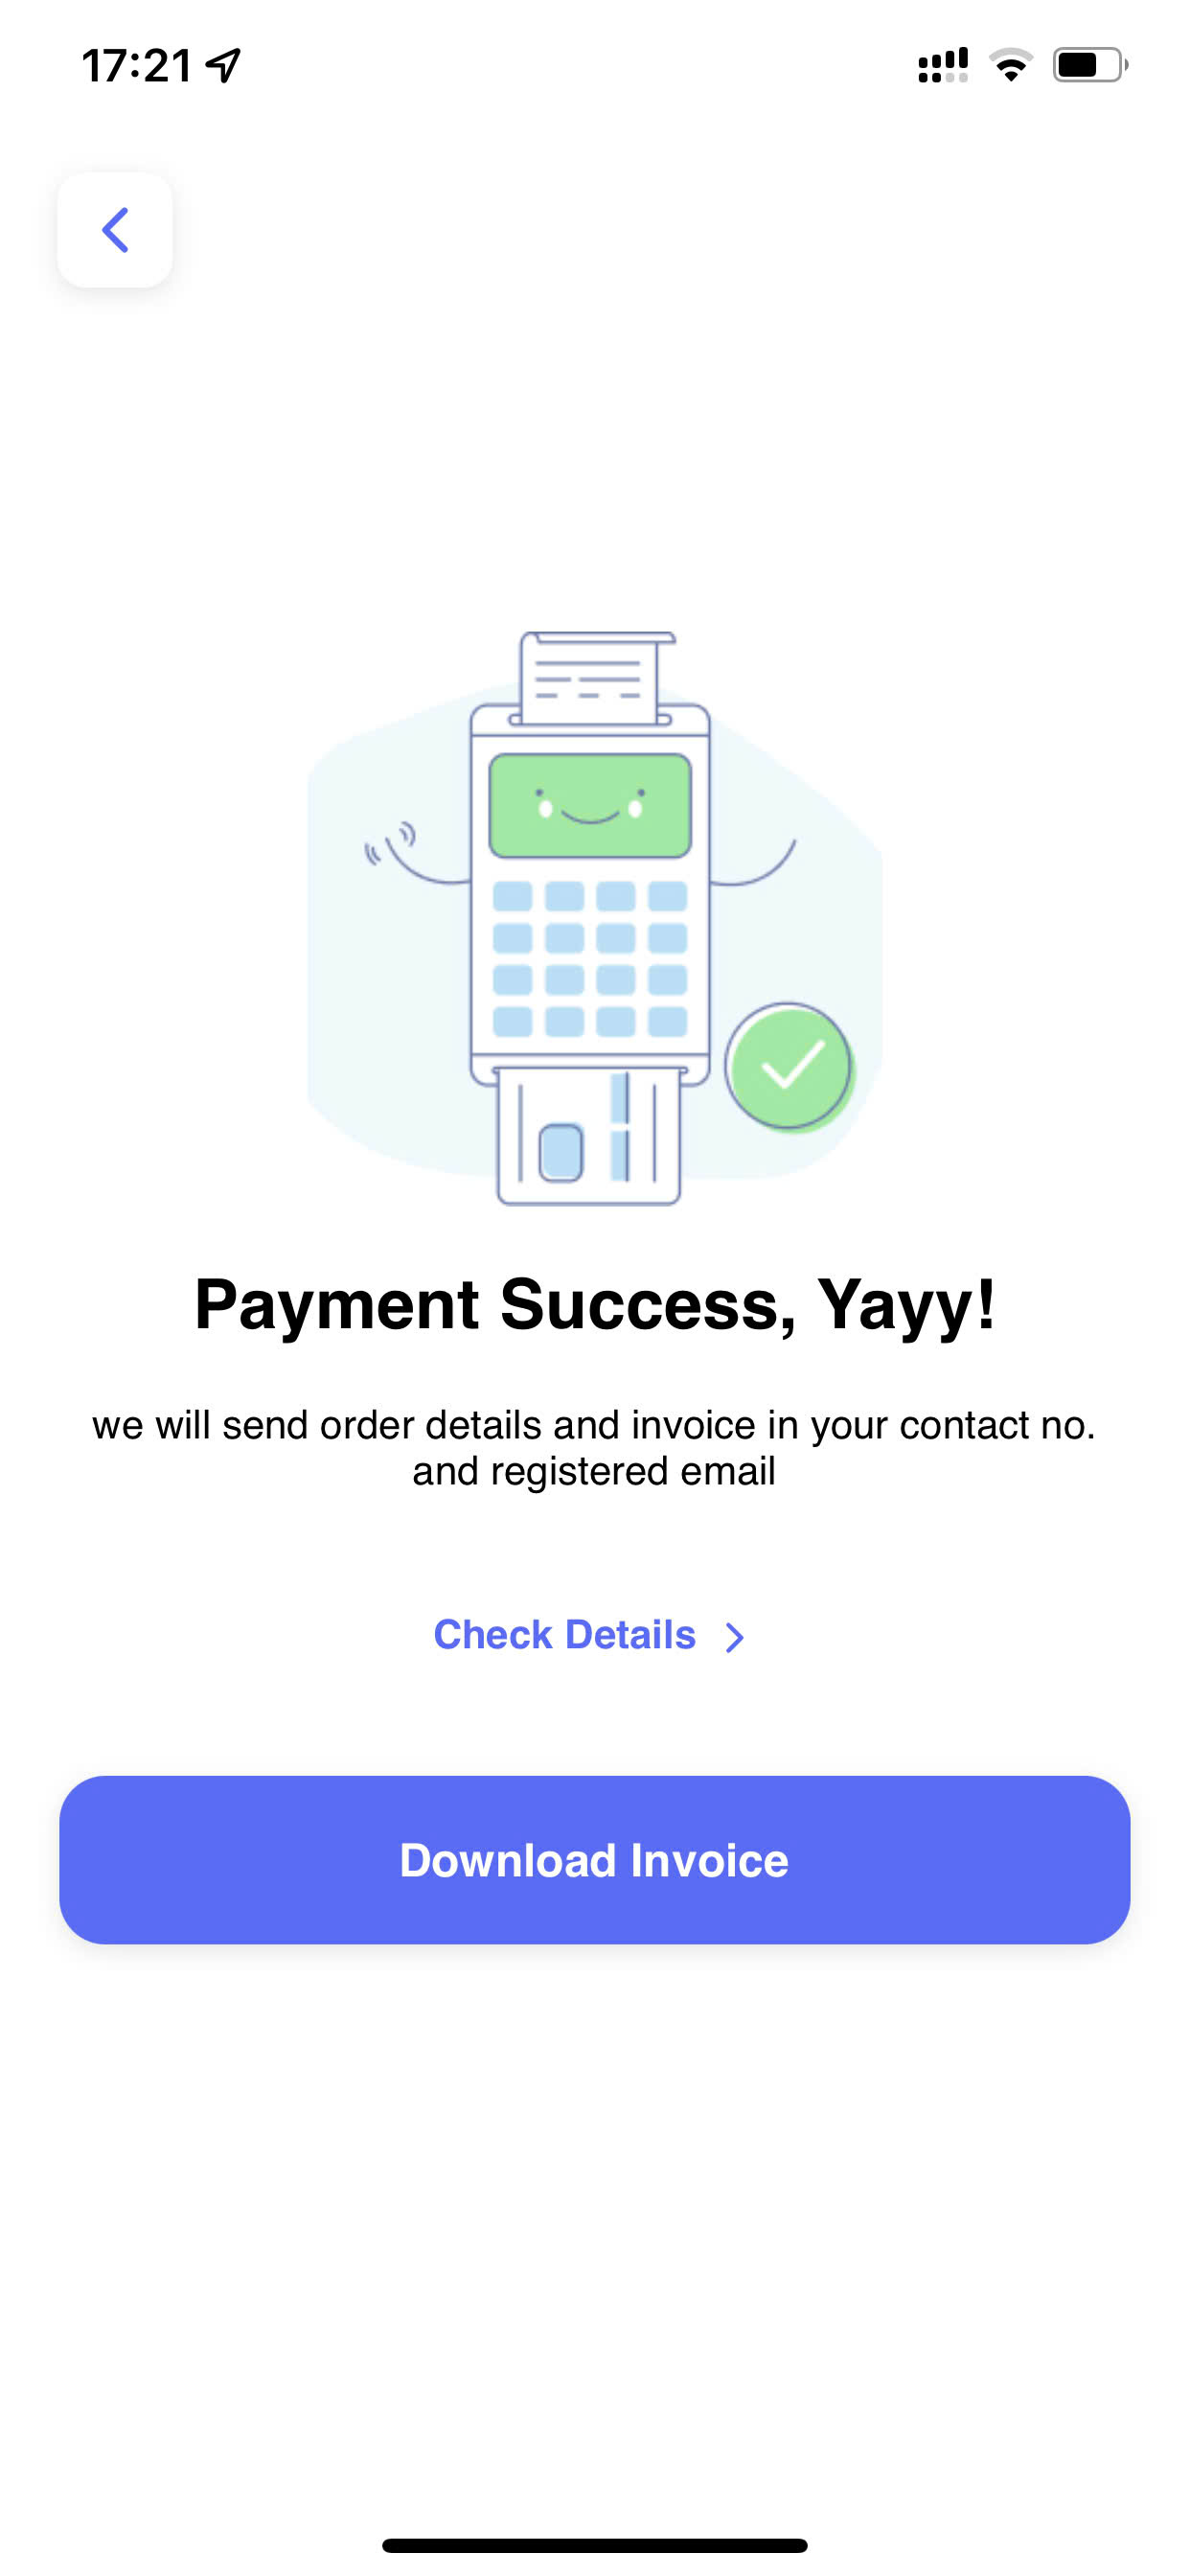 17:21
Payment Success, Yayy!
we will send order details and invoice in your contact no.
and registered email
Check Details
Download Invoice